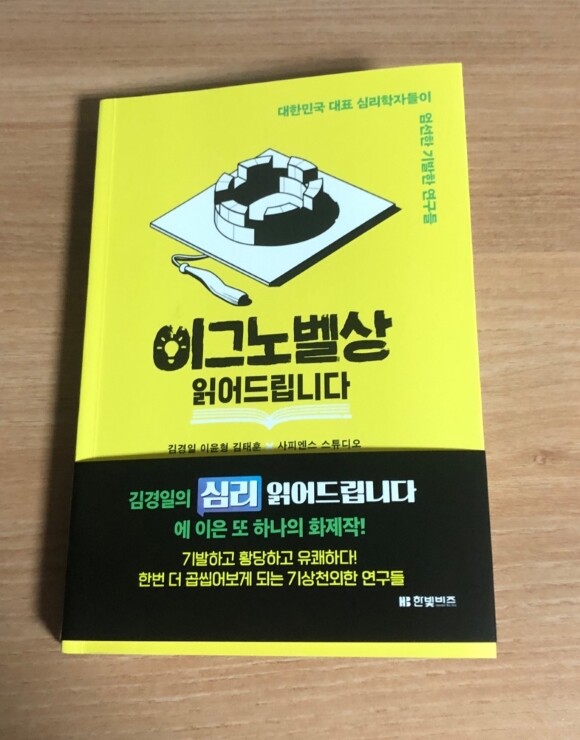 대한민국 대표 심리학자들이
엄선한 기발한 연구들
이그노벨상
읽어드립니다
김경일 이윤형 김태훈 × 사피엔스 스튜디오
김경일의 심리 읽어드립니다
에 이은 또 하나의 화제작!
기발하고 황당하고 유쾌하다!
한번 더 곱씹어보게 되는 기상천외한 연구들
HB 한빛비즈